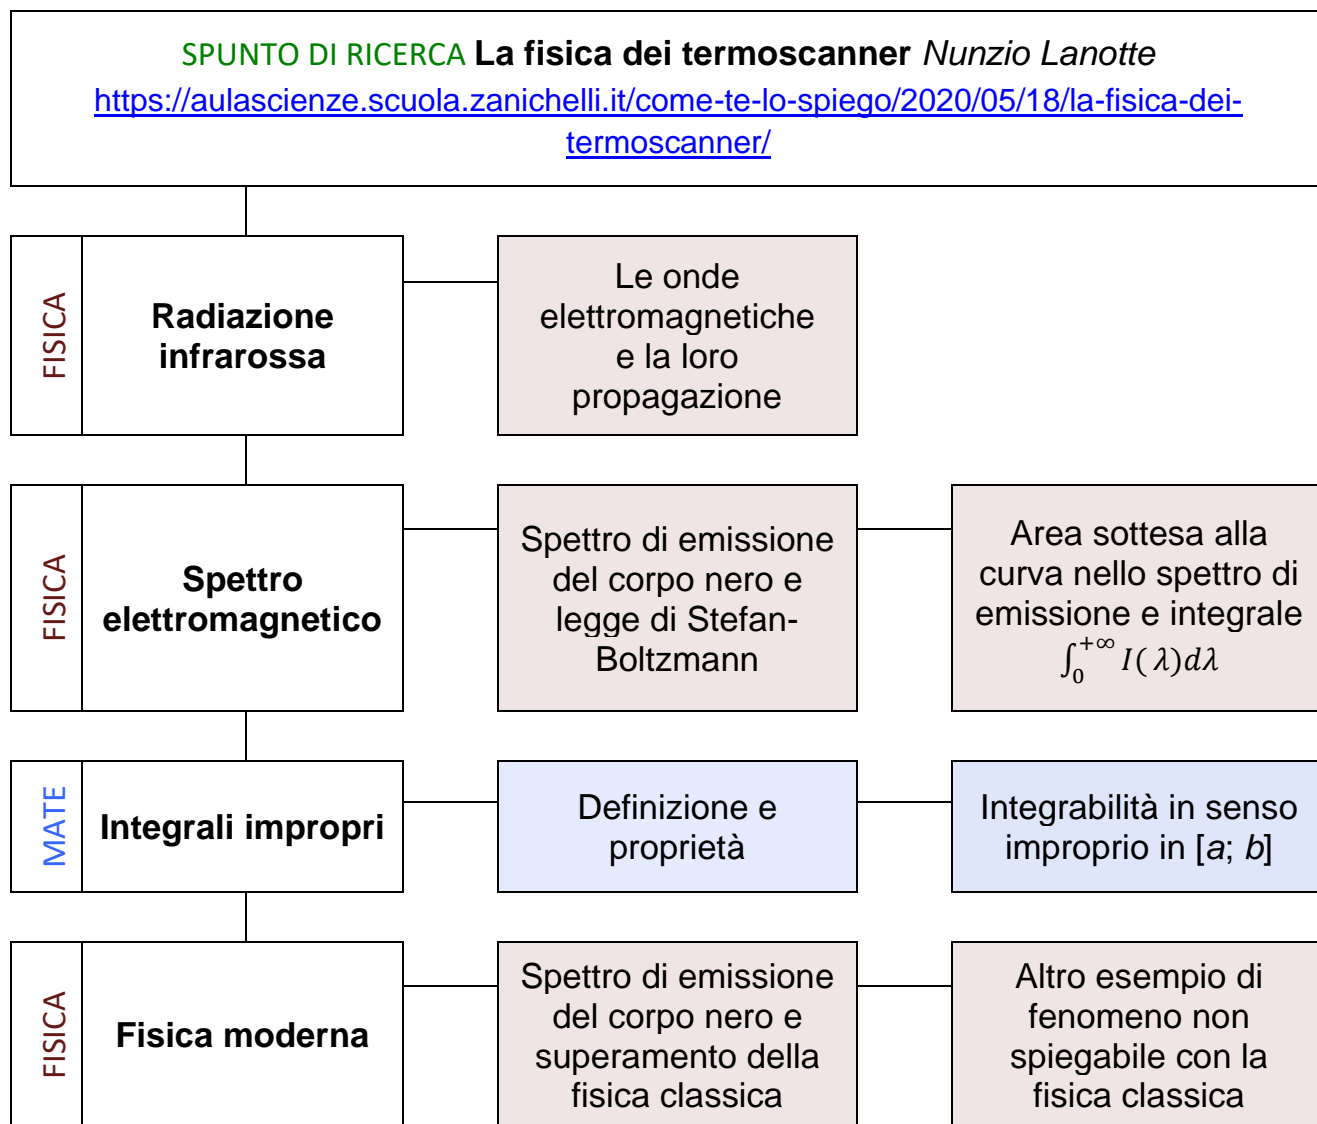 SPUNTO DI RICERCA La fisica dei termoscanner Nunzio Lanotte
https://aulascienze.scuola.zanichelli.it/come-te-lo-spiego/2020/05/18/la-fisica-dei-
termoscanner/
FISICA
Radiazione
infrarossa
Le onde
elettromagnetiche
e la loro
propagazione
FISICA
Spettro
elettromagnetico
Spettro di emissione
del corpo nero e
legge di Stefan-
Boltzmann
Area sottesa alla
curva nello spettro di
emissione e integrale
∫₀^{+∞} I(λ)dλ
MATE
Integrali impropri
Definizione e
proprietà
Integrabilità in senso
improprio in [a; b]
FISICA
Fisica moderna
Spettro di emissione
del corpo nero e
superamento della
fisica classica
Altro esempio di
fenomeno non
spiegabile con la
fisica classica